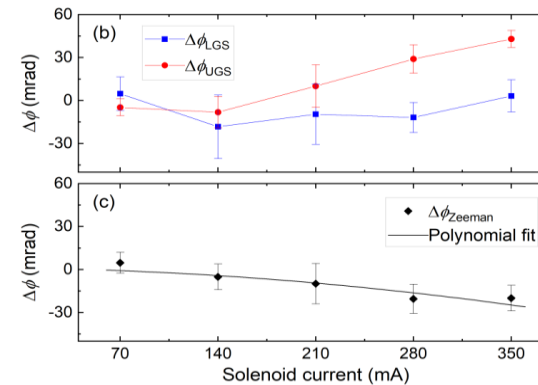 (b)
Δϕ_LGS
Δϕ_UGS
60
30
0
-30
Δϕ (mrad)
(c)
Δϕ_Zeeman
Polynomial fit
60
30
0
-30
Δϕ (mrad)
70 140 210 280 350
Solenoid current (mA)